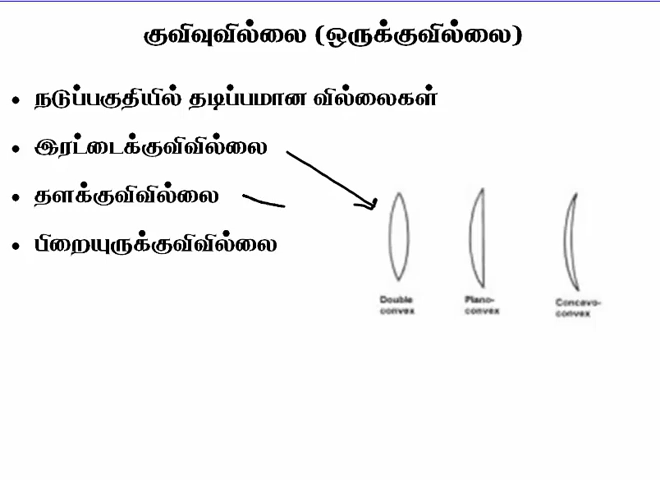 குவிவுவில்லை (ஒருக்குவில்லை)
• நடுப்பகுதியில் தடிப்பமான வில்லைகள்
• இரட்டைக்குவிவில்லை
• தளக்குவிவில்லை
• பிறையுருக்குவிவில்லை
Double convex
Plano-convex
Concavo-convex